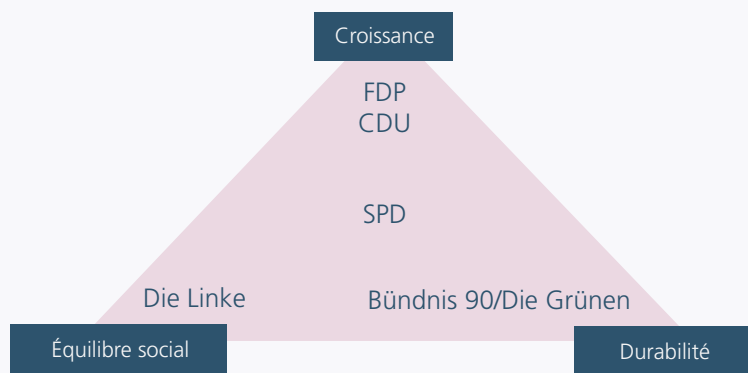 Croissance
FDP
CDU
SPD
Die Linke
Bündnis 90/Die Grünen
Équilibre social
Durabilité